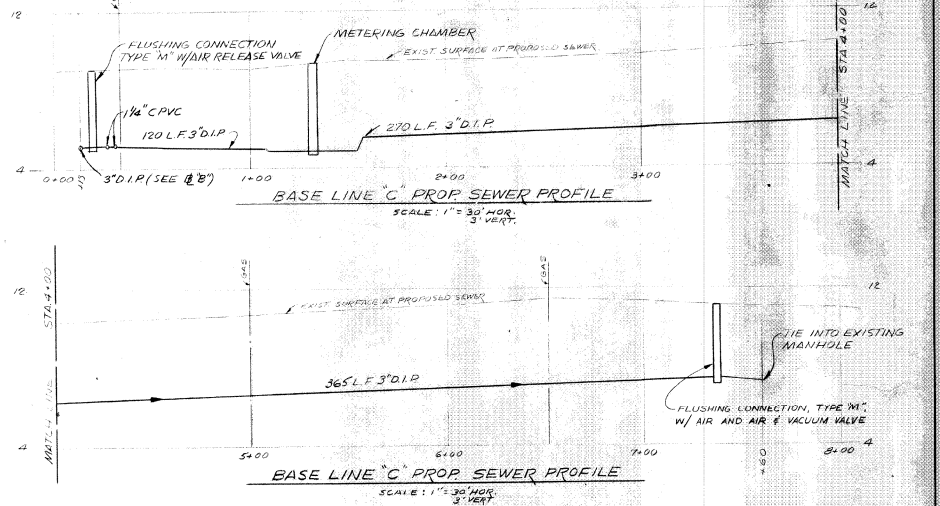 12
12
METERING CHAMBER
FLUSHING CONNECTION
TYPE "M" W/AIR RELEASE VALVE
EXIST SURFACE AT PROPOSED SEWER
MATCH LINE STA. 4+00
1¼" CPVC
120 L.F. 3" D.I.P.
270 L.F. 3" D.I.P.
4
4
0+00
3" D.I.P. (SEE ℄ "B")
1+00
2+00
3+00
BASE LINE "C" PROP. SEWER PROFILE
SCALE: 1" = 30' HOR.
3' VERT.
MATCH LINE STA. 4+00
GAS
GAS
12
12
EXIST. SURFACE AT PROPOSED SEWER
TIE INTO EXISTING
MANHOLE
365 L.F. 3" D.I.P.
FLUSHING CONNECTION, TYPE "M",
W/ AIR AND AIR & VACUUM VALVE
4
4
5+00
6+00
7+00
+60
8+00
BASE LINE "C" PROP. SEWER PROFILE
SCALE: 1" = 30' HOR.
3' VERT